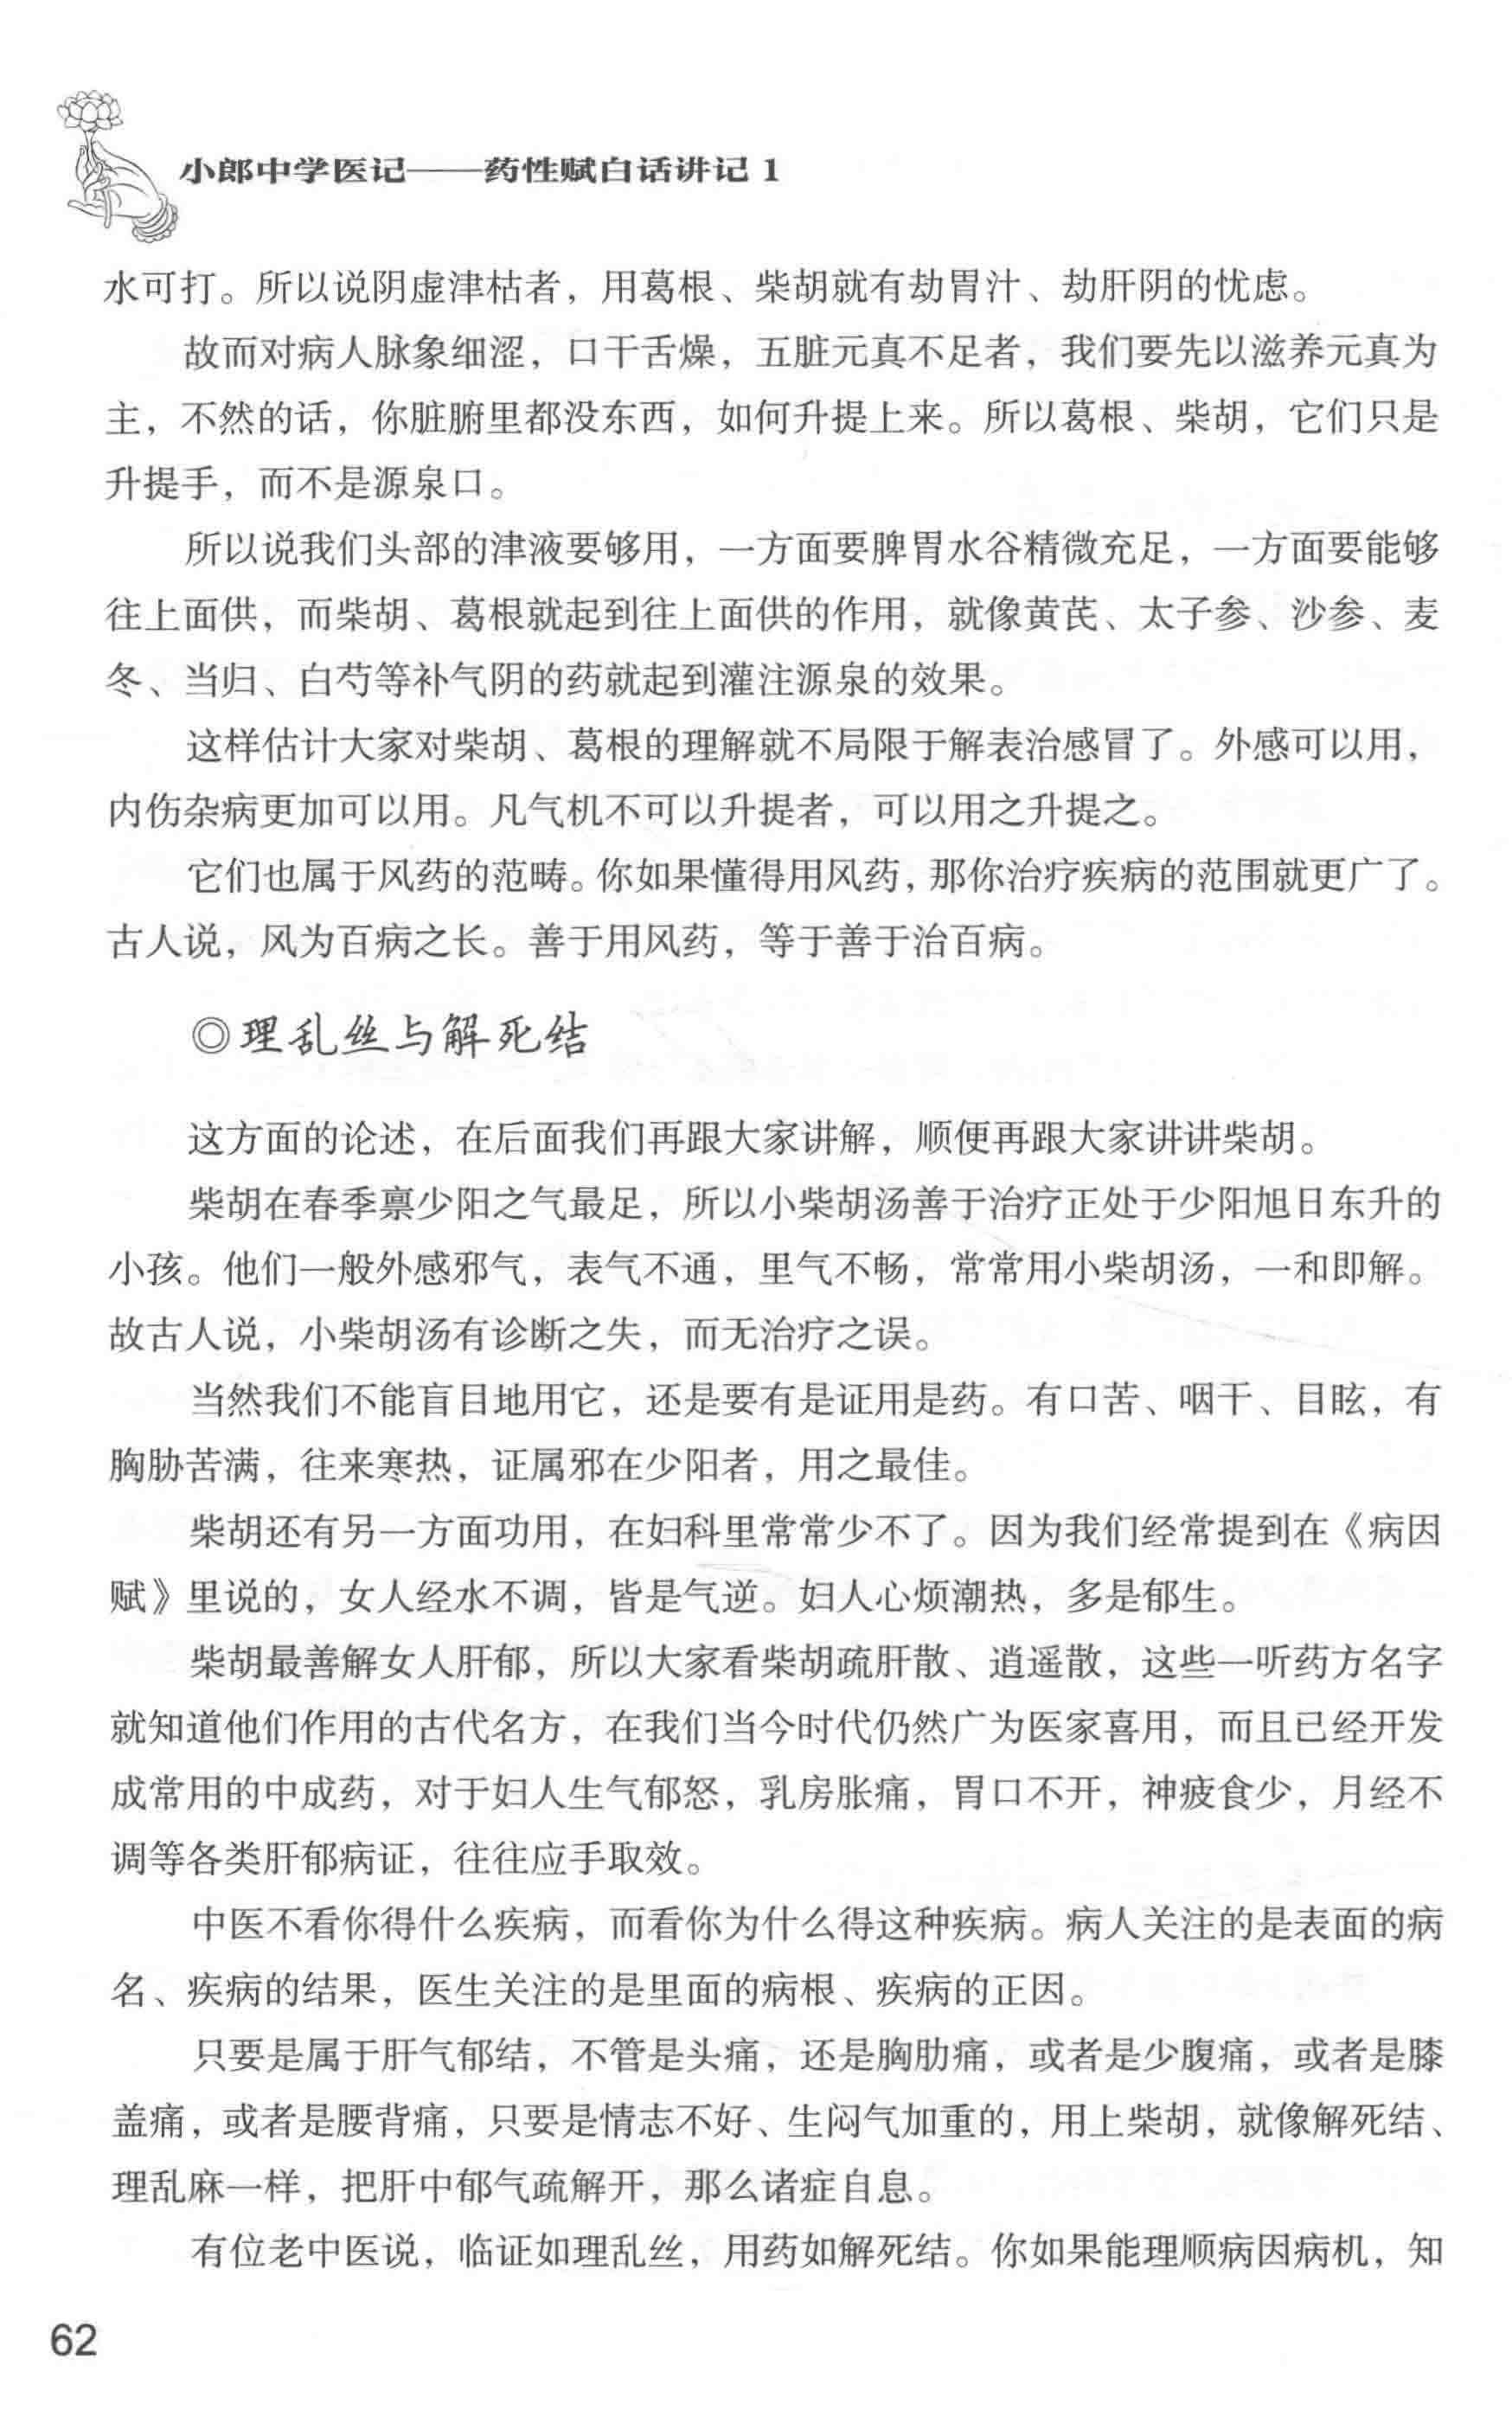 小郎中学医记——药性赋白话讲记 1
水可打。所以说阴虚津枯者，用葛根、柴胡就有劫胃汁、劫肝阴的忧虑。
故而对病人脉象细涩，口干舌燥，五脏元真不足者，我们要先以滋养元真为
主，不然的话，你脏腑里都没东西，如何升提上来。所以葛根、柴胡，它们只是
升提手，而不是源泉口。
所以说我们头部的津液要够用，一方面要脾胃水谷精微充足，一方面要能够
往上面供，而柴胡、葛根就起到往上面供的作用，就像黄芪、太子参、沙参、麦
冬、当归、白芍等补气阴的药就起到灌注源泉的效果。
这样估计大家对柴胡、葛根的理解就不局限于解表治感冒了。外感可以用，
内伤杂病更加可以用。凡气机不可以升提者，可以用之升提之。
它们也属于风药的范畴。你如果懂得用风药，那你治疗疾病的范围就更广了。
古人说，风为百病之长。善于用风药，等于善于治百病。
◎理乱丝与解死结
这方面的论述，在后面我们再跟大家讲解，顺便再跟大家讲讲柴胡。
柴胡在春季禀少阳之气最足，所以小柴胡汤善于治疗正处于少阳旭日东升的
小孩。他们一般外感邪气，表气不通，里气不畅，常常用小柴胡汤，一和即解。
故古人说，小柴胡汤有诊断之失，而无治疗之误。
当然我们不能盲目地用它，还是要有是证用是药。有口苦、咽干、目眩，有
胸胁苦满，往来寒热，证属邪在少阳者，用之最佳。
柴胡还有另一方面功用，在妇科里常常少不了。因为我们经常提到在《病因
赋》里说的，女人经水不调，皆是气逆。妇人心烦潮热，多是郁生。
柴胡最善解女人肝郁，所以大家看柴胡疏肝散、逍遥散，这些一听药方名字
就知道他们作用的古代名方，在我们当今时代仍然广为医家喜用，而且已经开发
成常用的中成药，对于妇人生气郁怒，乳房胀痛，胃口不开，神疲食少，月经不
调等各类肝郁病证，往往应手取效。
中医不看你得什么疾病，而看你为什么得这种疾病。病人关注的是表面的病
名、疾病的结果，医生关注的是里面的病根、疾病的正因。
只要是属于肝气郁结，不管是头痛，还是胸肋痛，或者是少腹痛，或者是膝
盖痛，或者是腰背痛，只要是情志不好、生闷气加重的，用上柴胡，就像解死结、
理乱麻一样，把肝中郁气疏解开，那么诸症自息。
有位老中医说，临证如理乱丝，用药如解死结。你如果能理顺病因病机，知
62